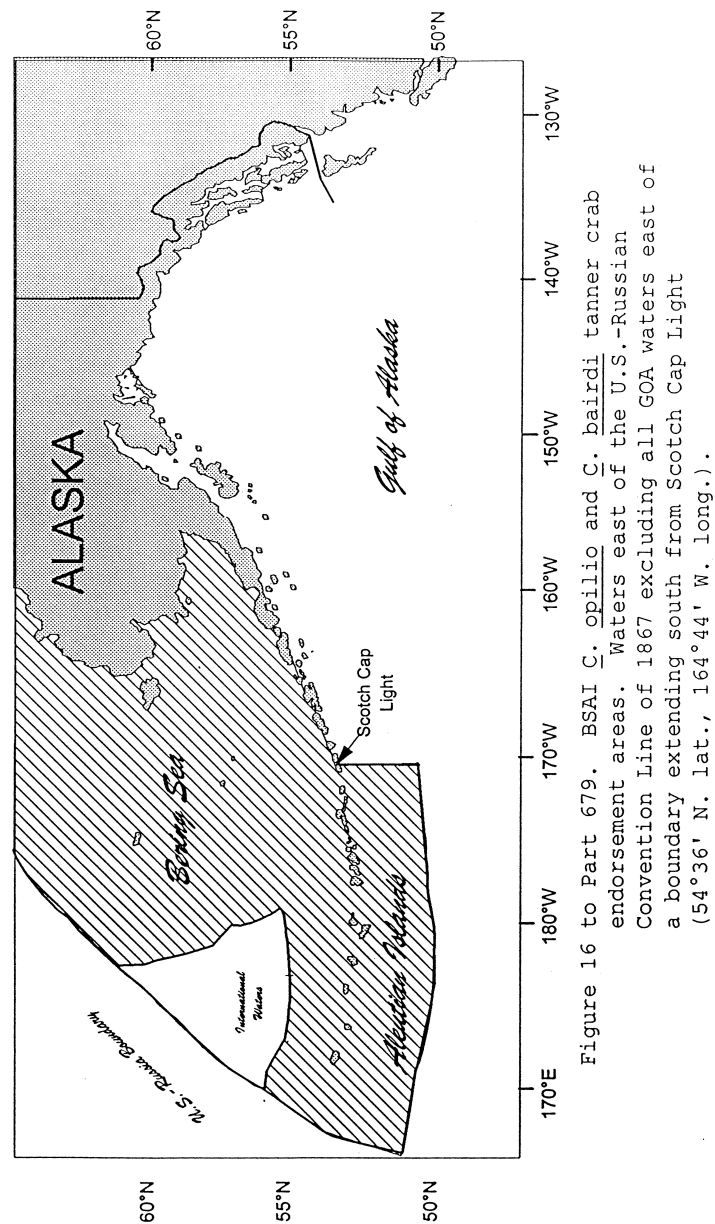 60°N
55°N
50°N
ALASKA
Bering Sea
Gulf of Alaska
Scotch Cap
Light
Aleutian Islands
International
Waters
U.S.-Russia Boundary
60°N
55°N
50°N
170°E
180°W
170°W
160°W
150°W
140°W
130°W
Figure 16 to Part 679. BSAI C. opilio and C. bairdi tanner crab
endorsement areas. Waters east of the U.S.-Russian
Convention Line of 1867 excluding all GOA waters east of
a boundary extending south from Scotch Cap Light
(54°36' N. lat., 164°44' W. long.).